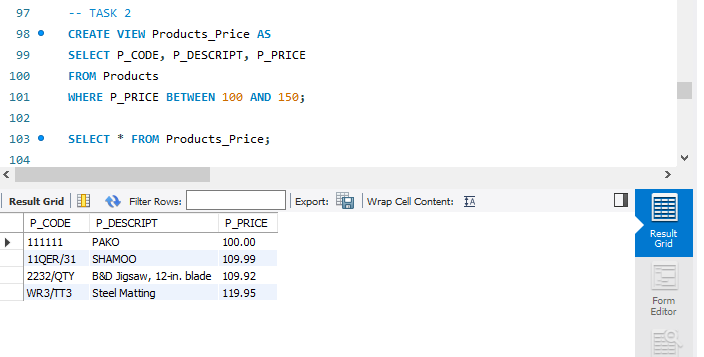 97 -- TASK 2
98 CREATE VIEW Products_Price AS
99 SELECT P_CODE, P_DESCRIPT, P_PRICE
100 FROM Products
101 WHERE P_PRICE BETWEEN 100 AND 150;
102
103 SELECT * FROM Products_Price;
104
Result Grid Filter Rows: Export: Wrap Cell Content: IA
P_CODE P_DESCRIPT P_PRICE
111111 PAKO 100.00
11QER/31 SHAMOO 109.99
2232/QTY B&D Jigsaw, 12-in. blade 109.92
WR3/TT3 Steel Matting 119.95
Result
Grid
Form
Editor